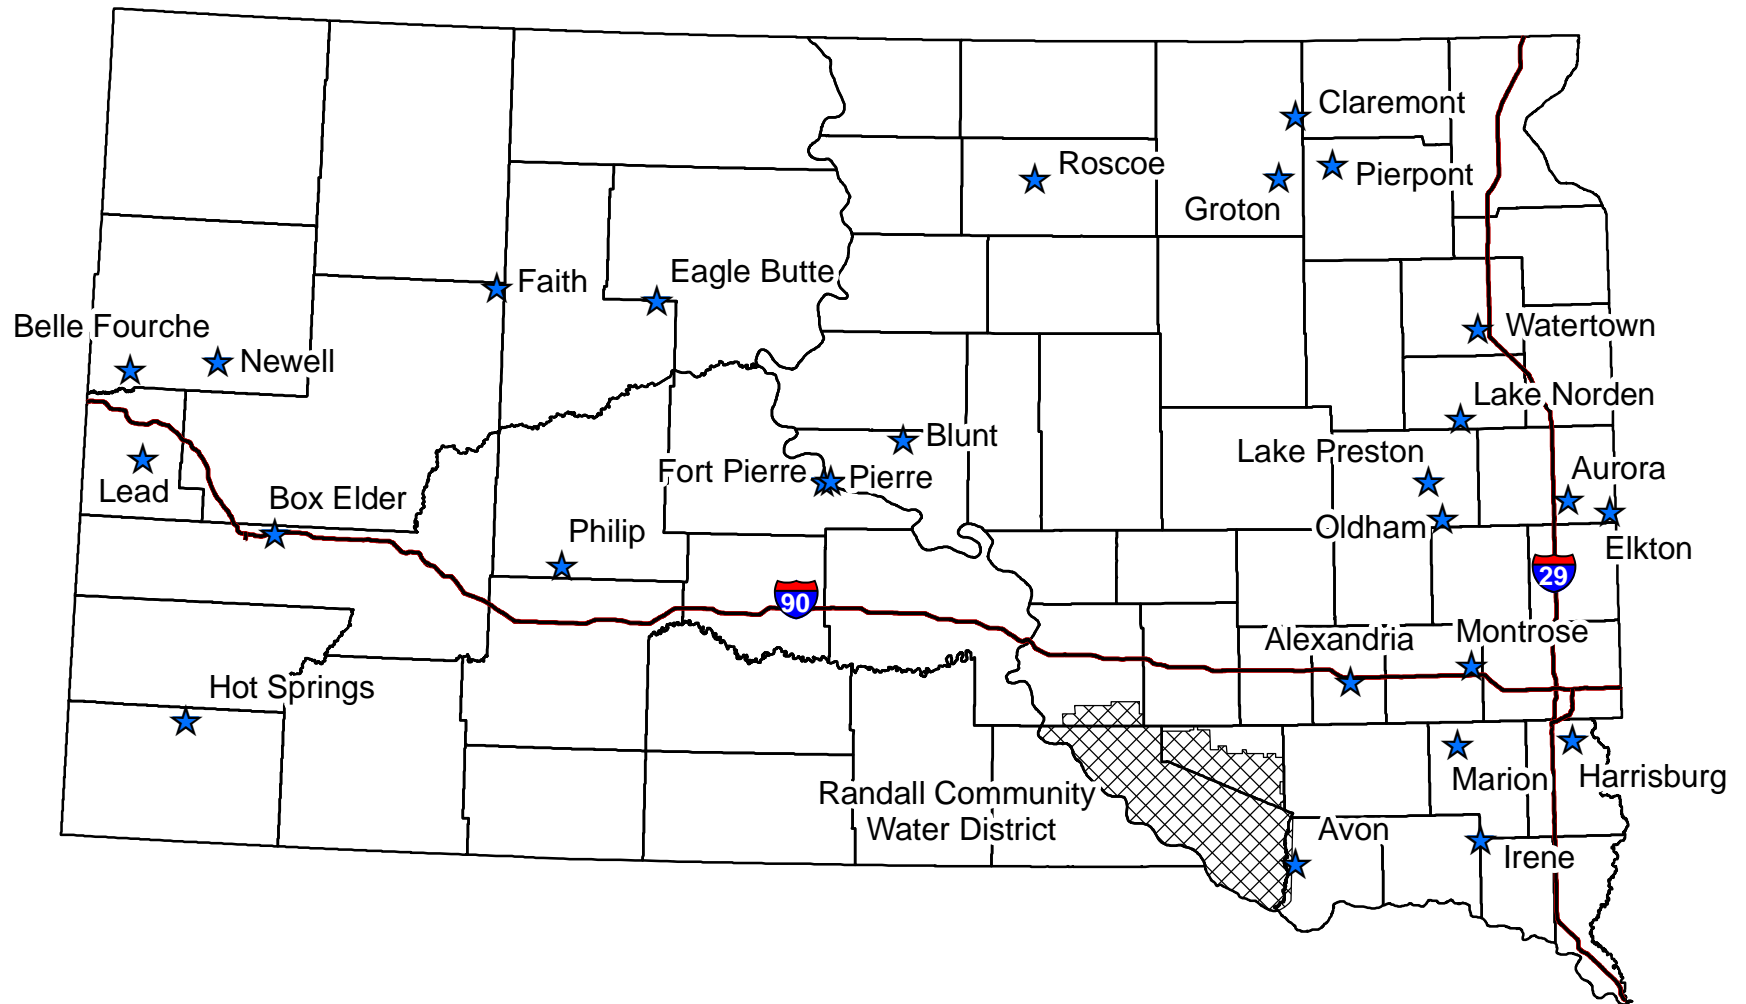 Claremont
Roscoe
Pierpont
Groton
Faith
Eagle Butte
Belle Fourche
Newell
Watertown
Lake Norden
Blunt
Lake Preston
Fort Pierre
Pierre
Aurora
Lead
Box Elder
Philip
Oldham
Elkton
29
90
Alexandria
Montrose
Hot Springs
Marion
Harrisburg
Randall Community
Water District
Avon
Irene